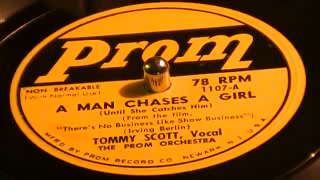 Prom
NON BREAKABLE
(With Normal Use)
78 RPM
1107-A
A MAN CHASES A GIRL
(Until She Catches Him)
(From the film,
"There's No Business Like Show Business")
(Irving Berlin)
TOMMY SCOTT, Vocal
THE PROM ORCHESTRA
MFG BY PROM RECORD CO. NEWARK, N.J. U.S.A.